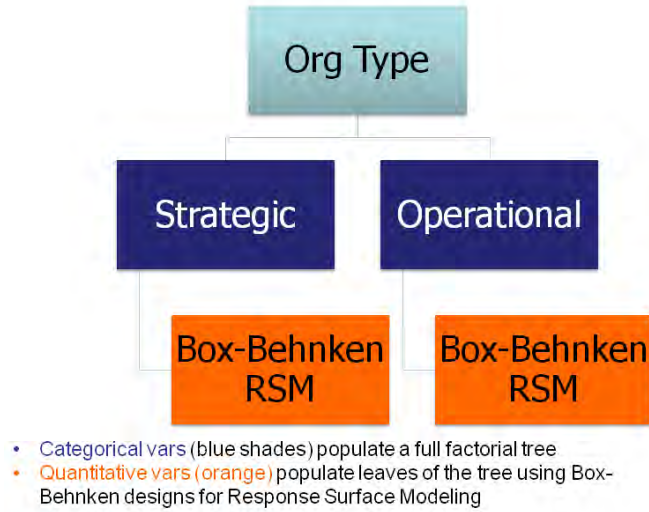 Org Type
Strategic
Operational
Box-Behnken
RSM
Box-Behnken
RSM
• Categorical vars (blue shades) populate a full factorial tree
• Quantitative vars (orange) populate leaves of the tree using Box-
Behnken designs for Response Surface Modeling